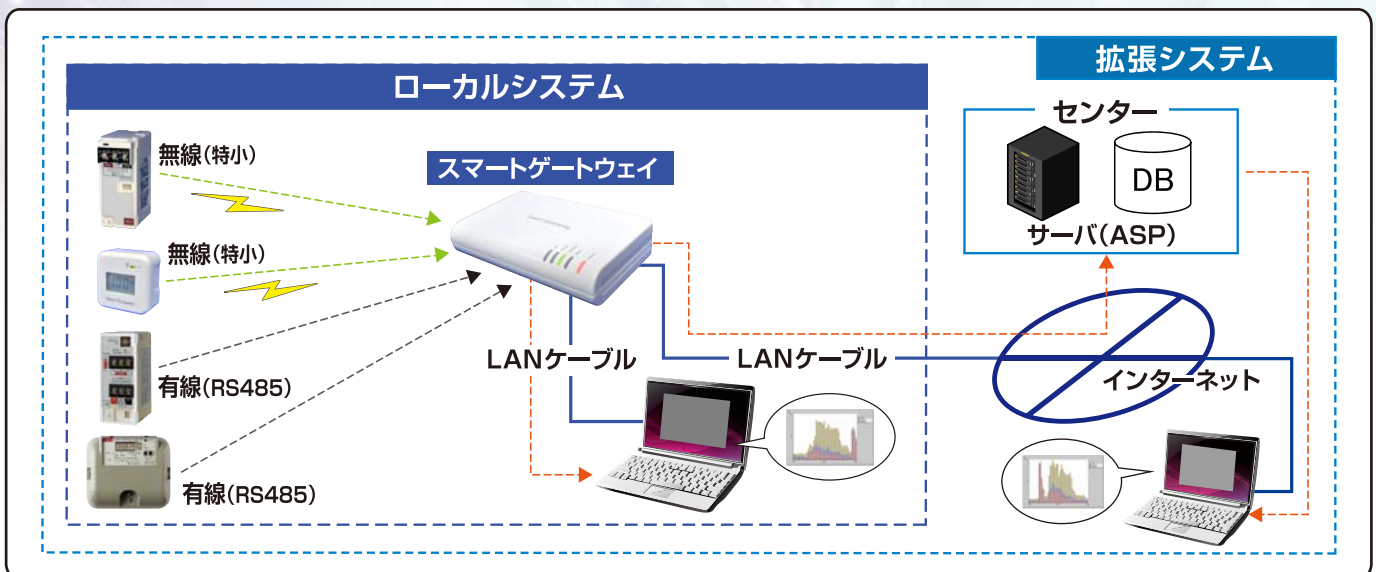 拡張システム
ローカルシステム
センター
無線(特小)
スマートゲートウェイ
DB
サーバ(ASP)
無線(特小)
LANケーブル
LANケーブル
インターネット
有線(RS485)
有線(RS485)